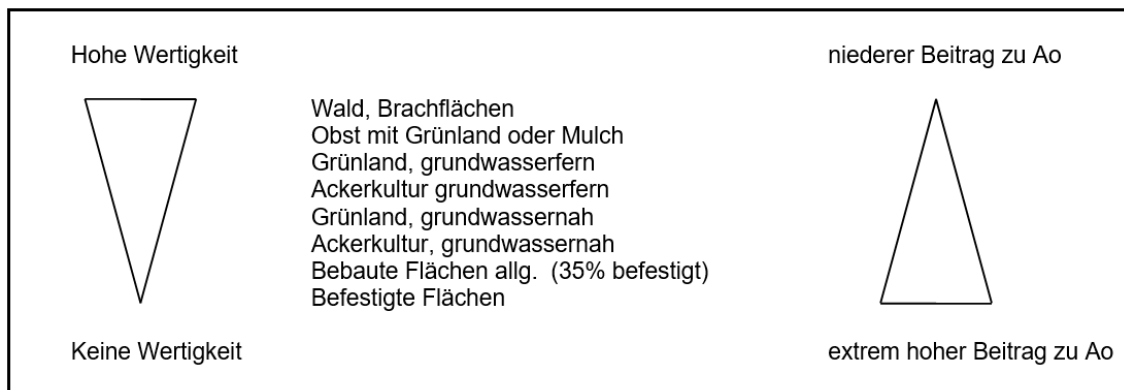 Hohe Wertigkeit
niederer Beitrag zu Ao
Wald, Brachflächen
Obst mit Grünland oder Mulch
Grünland, grundwasserfern
Ackerkultur grundwasserfern
Grünland, grundwassernah
Ackerkultur, grundwassernah
Bebaute Flächen allg. (35% befestigt)
Befestigte Flächen
Keine Wertigkeit
extrem hoher Beitrag zu Ao